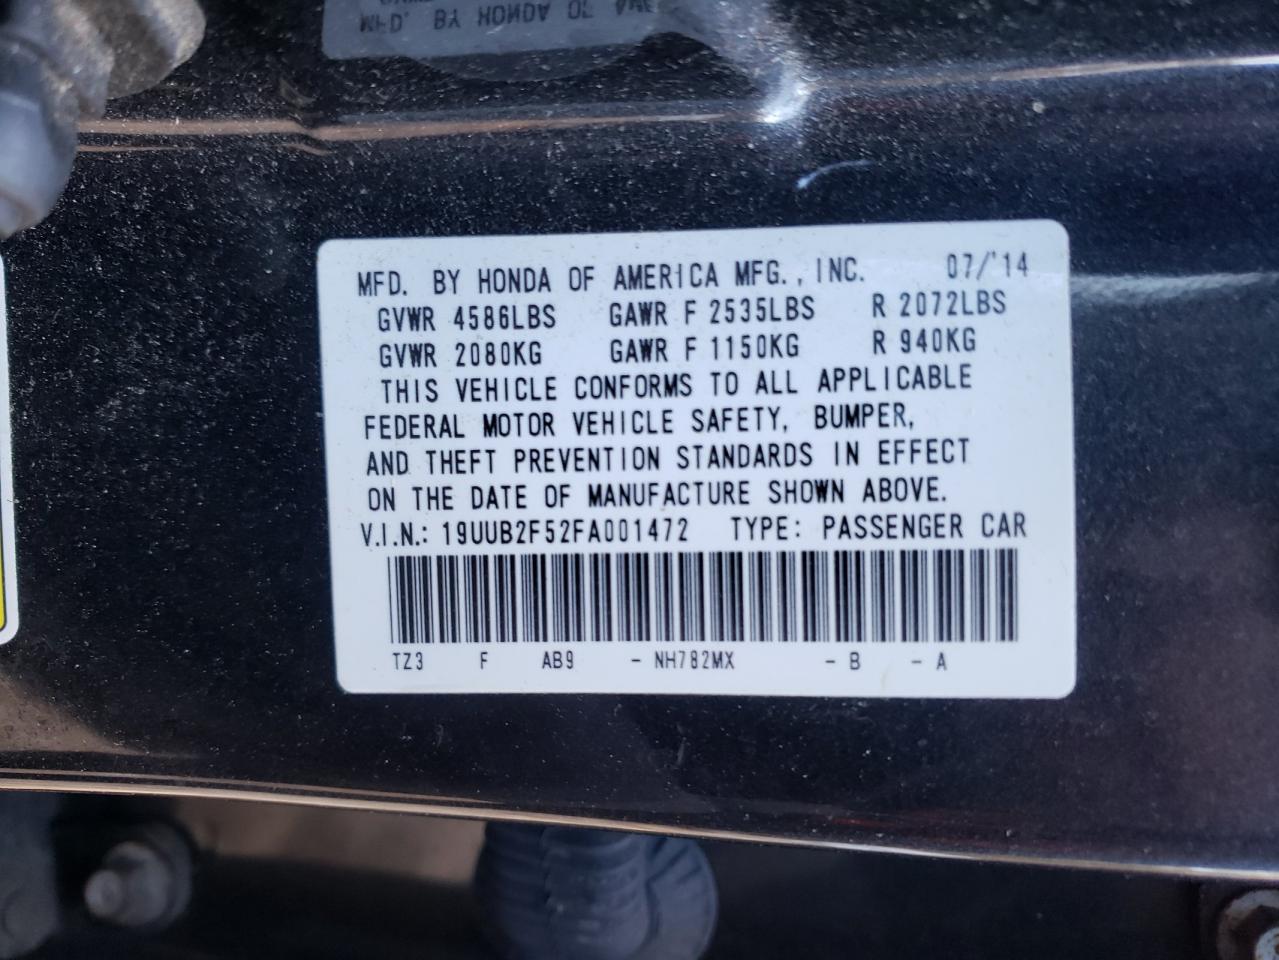 MFD. BY HONDA OF AMERICA MFG., INC. 07/'14
GVWR 4586LBS GAWR F 2535LBS R 2072LBS
GVWR 2080KG GAWR F 1150KG R 940KG
THIS VEHICLE CONFORMS TO ALL APPLICABLE
FEDERAL MOTOR VEHICLE SAFETY, BUMPER,
AND THEFT PREVENTION STANDARDS IN EFFECT
ON THE DATE OF MANUFACTURE SHOWN ABOVE.
V.I.N.: 19UUB2F52FA001472 TYPE: PASSENGER CAR
TZ3 F AB9 - NH782MX - B - A